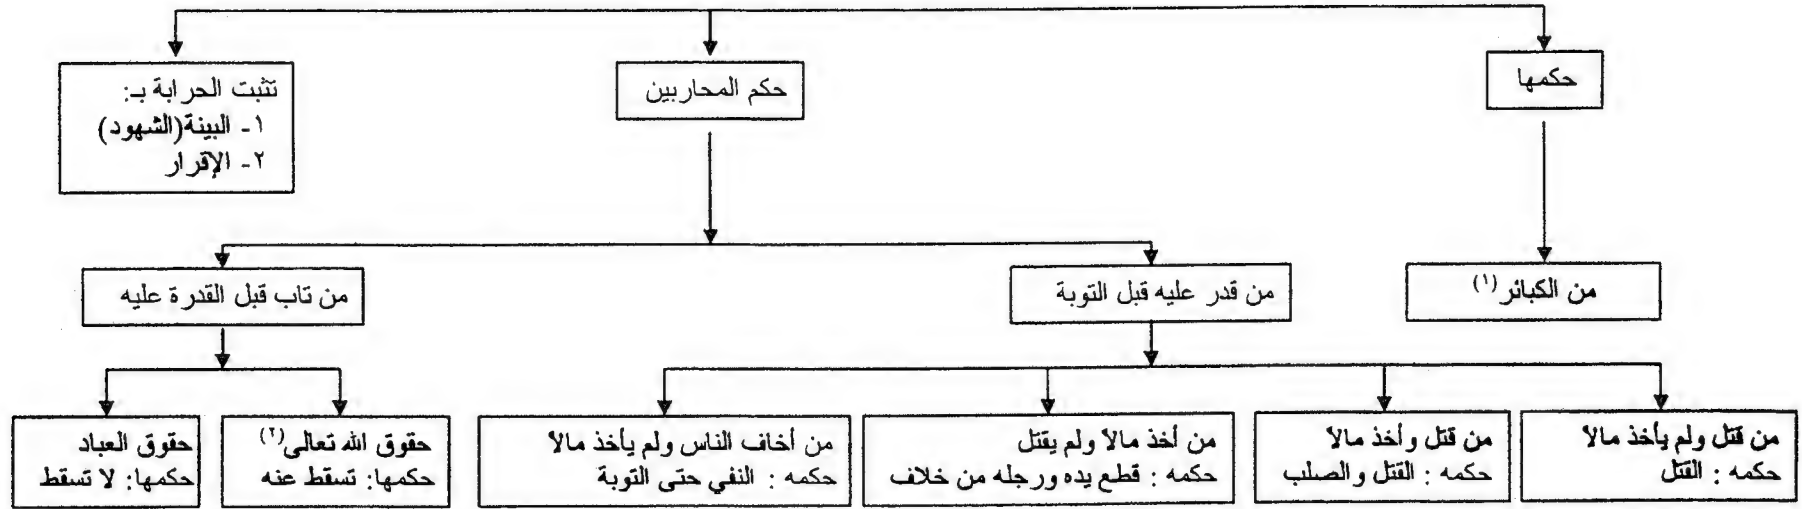 حكمها
حكم المحاربين
تثبت الحرابة بـ:
١- البينة(الشهود)
٢- الإقرار
من الكبائر(١)
من قدر عليه قبل التوبة
من تاب قبل القدرة عليه
من قتل ولم يأخذ مالا
حكمه : القتل
من قتل وأخذ مالا
حكمه : القتل والصلب
من أخذ مالا ولم يقتل
حكمه : قطع يده ورجله من خلاف
من أخاف الناس ولم يأخذ مالا
حكمه : النفي حتى التوبة
حقوق الله تعالى(٢)
حكمها: تسقط عنه
حقوق العباد
حكمها: لا تسقط